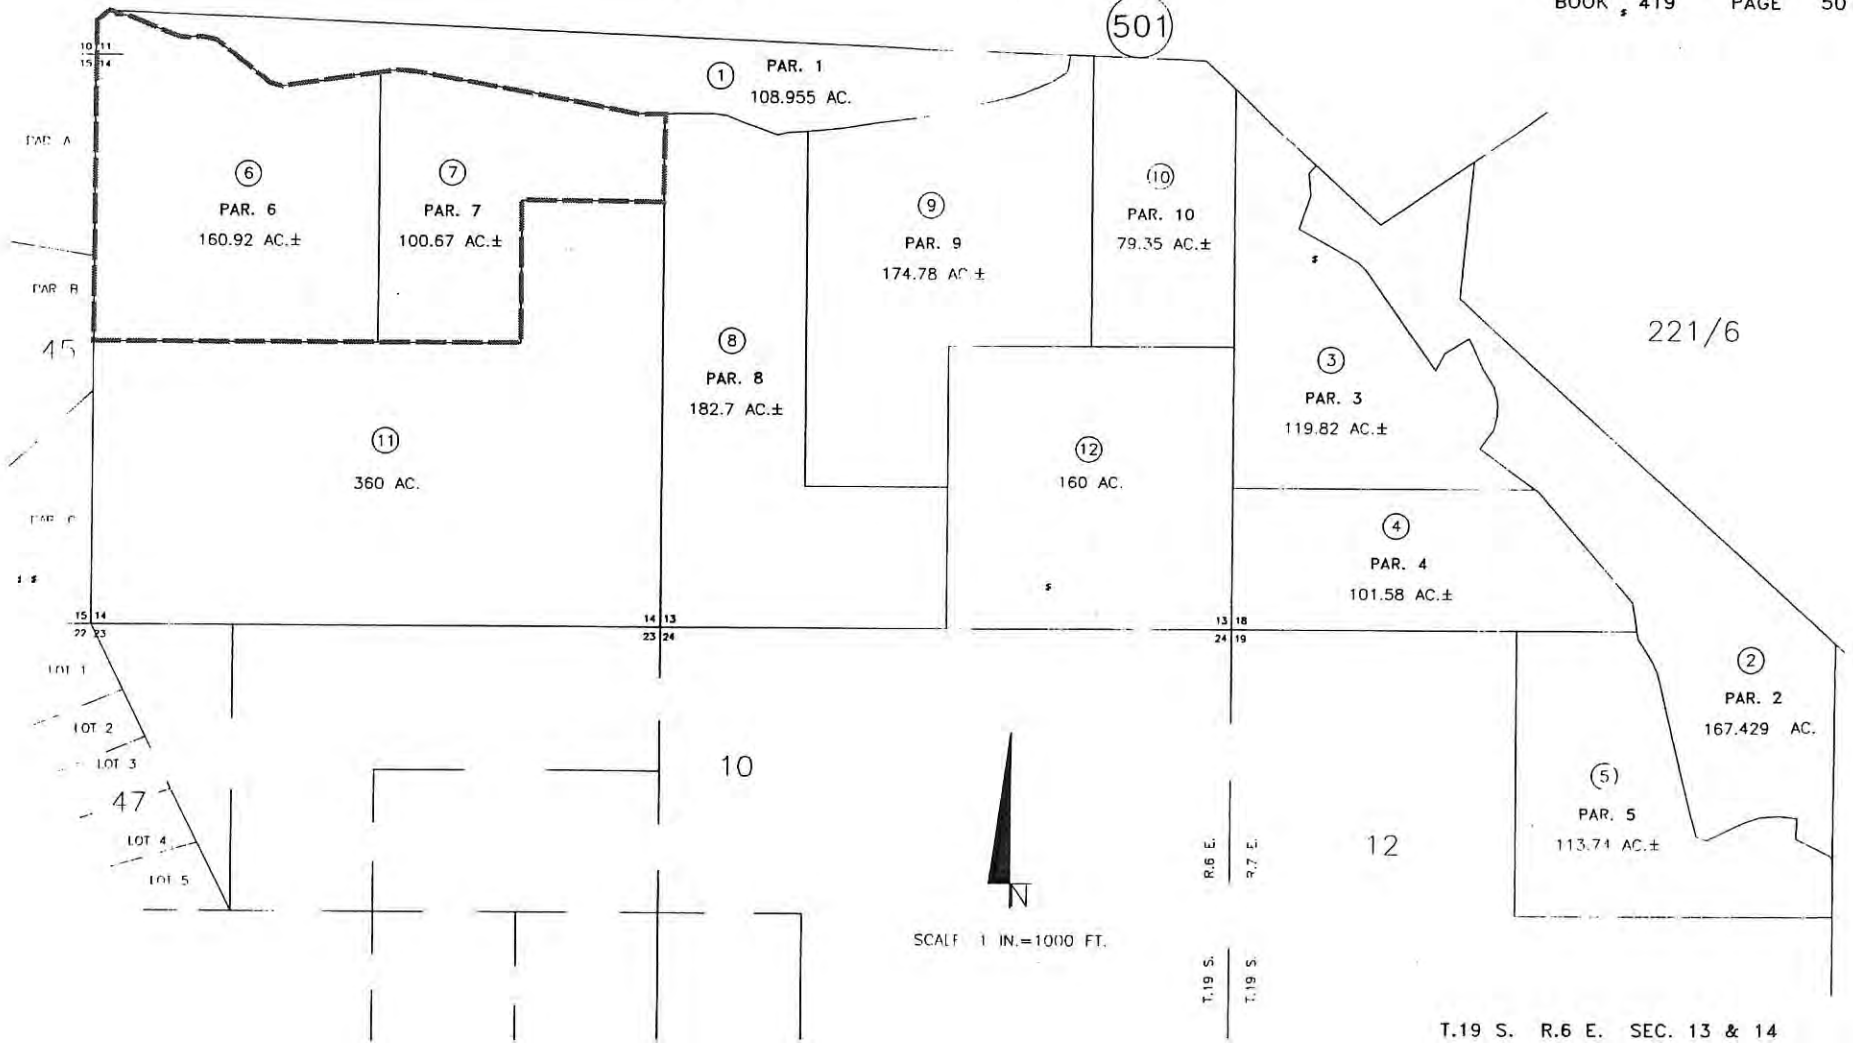 BOOK 419 PAGE 50
501
10 11
15 14
1
PAR. 1
108.955 AC.
PAR A
6
PAR. 6
160.92 AC.±
7
PAR. 7
100.67 AC.±
9
PAR. 9
174.78 AC ±
(10)
PAR. 10
79.35 AC.±
PAR B
45
8
PAR. 8
182.7 AC.±
3
PAR. 3
119.82 AC.±
221/6
11
360 AC.
12
160 AC.
PAR C
4
PAR. 4
101.58 AC.±
15 14
22 23
14 13
23 24
13 18
24 19
LOT 1
LOT 2
LOT 3
47
LOT 4
LOT 5
10
2
PAR. 2
167.429 AC.
(5)
PAR. 5
113.71 AC.±
12
N
SCALE 1 IN.=1000 FT.
R.6 E.
R.7 E.
T.19 S.
T.19 S.
T.19 S. R.6 E. SEC. 13 & 14